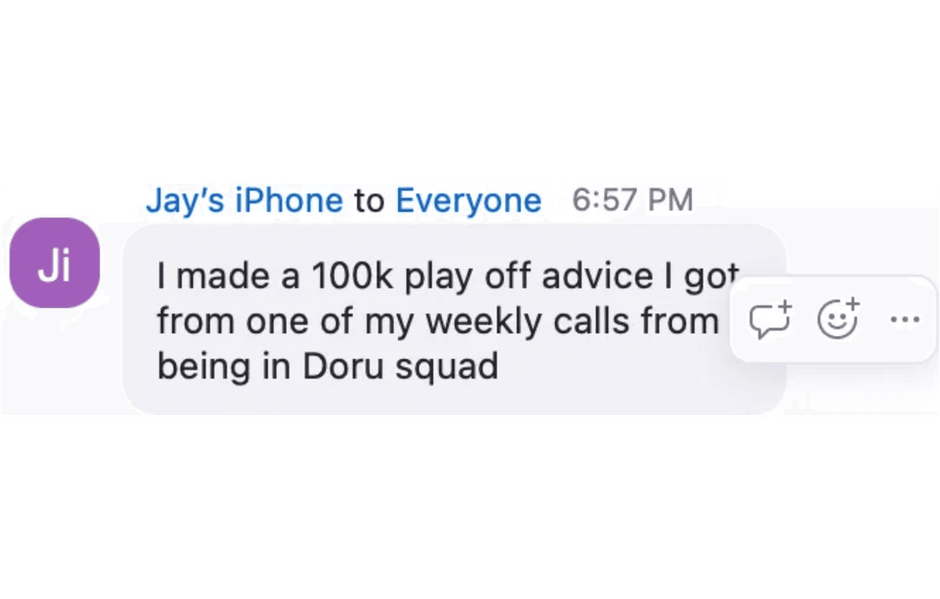 Jay's iPhone to Everyone 6:57 PM
Ji
I made a 100k play off advice I got
from one of my weekly calls from
being in Doru squad